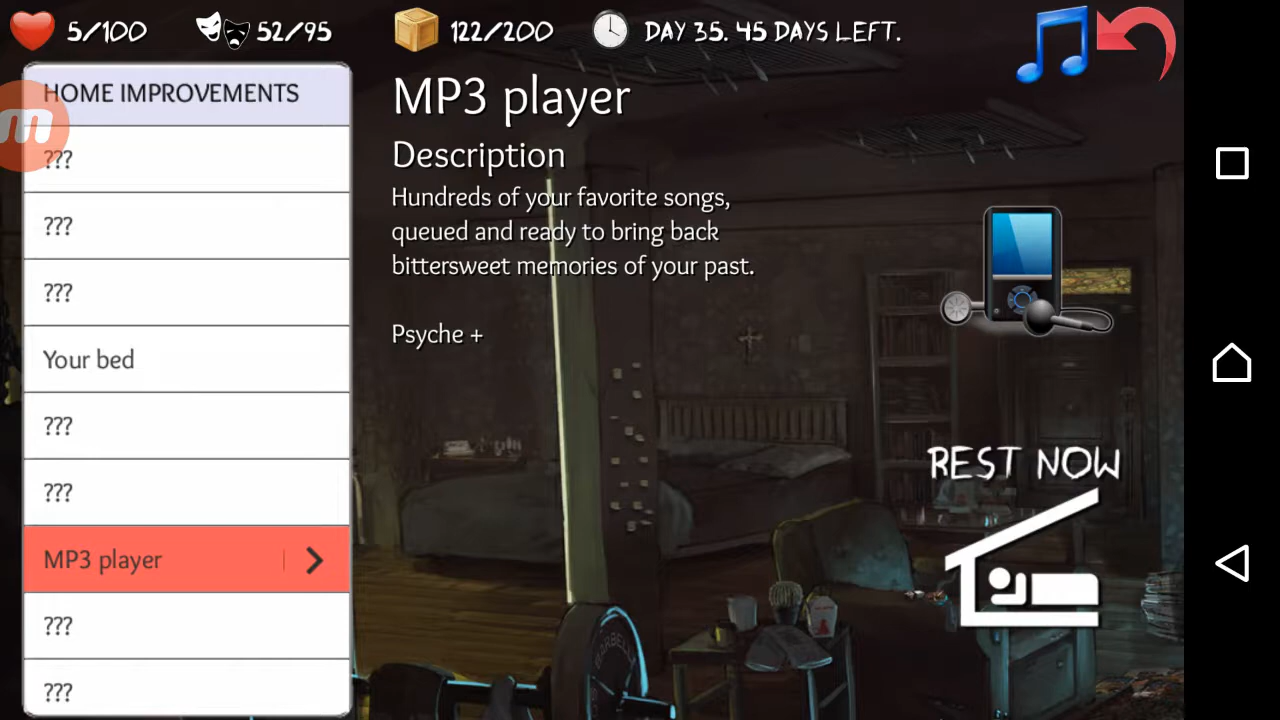 5/100
52/95
122/200
DAY 35. 45 DAYS LEFT.
HOME IMPROVEMENTS
???
???
???
Your bed
???
???
MP3 player
???
???
MP3 player
Description
Hundreds of your favorite songs,
queued and ready to bring back
bittersweet memories of your past.
Psyche +
REST NOW
BARBELL